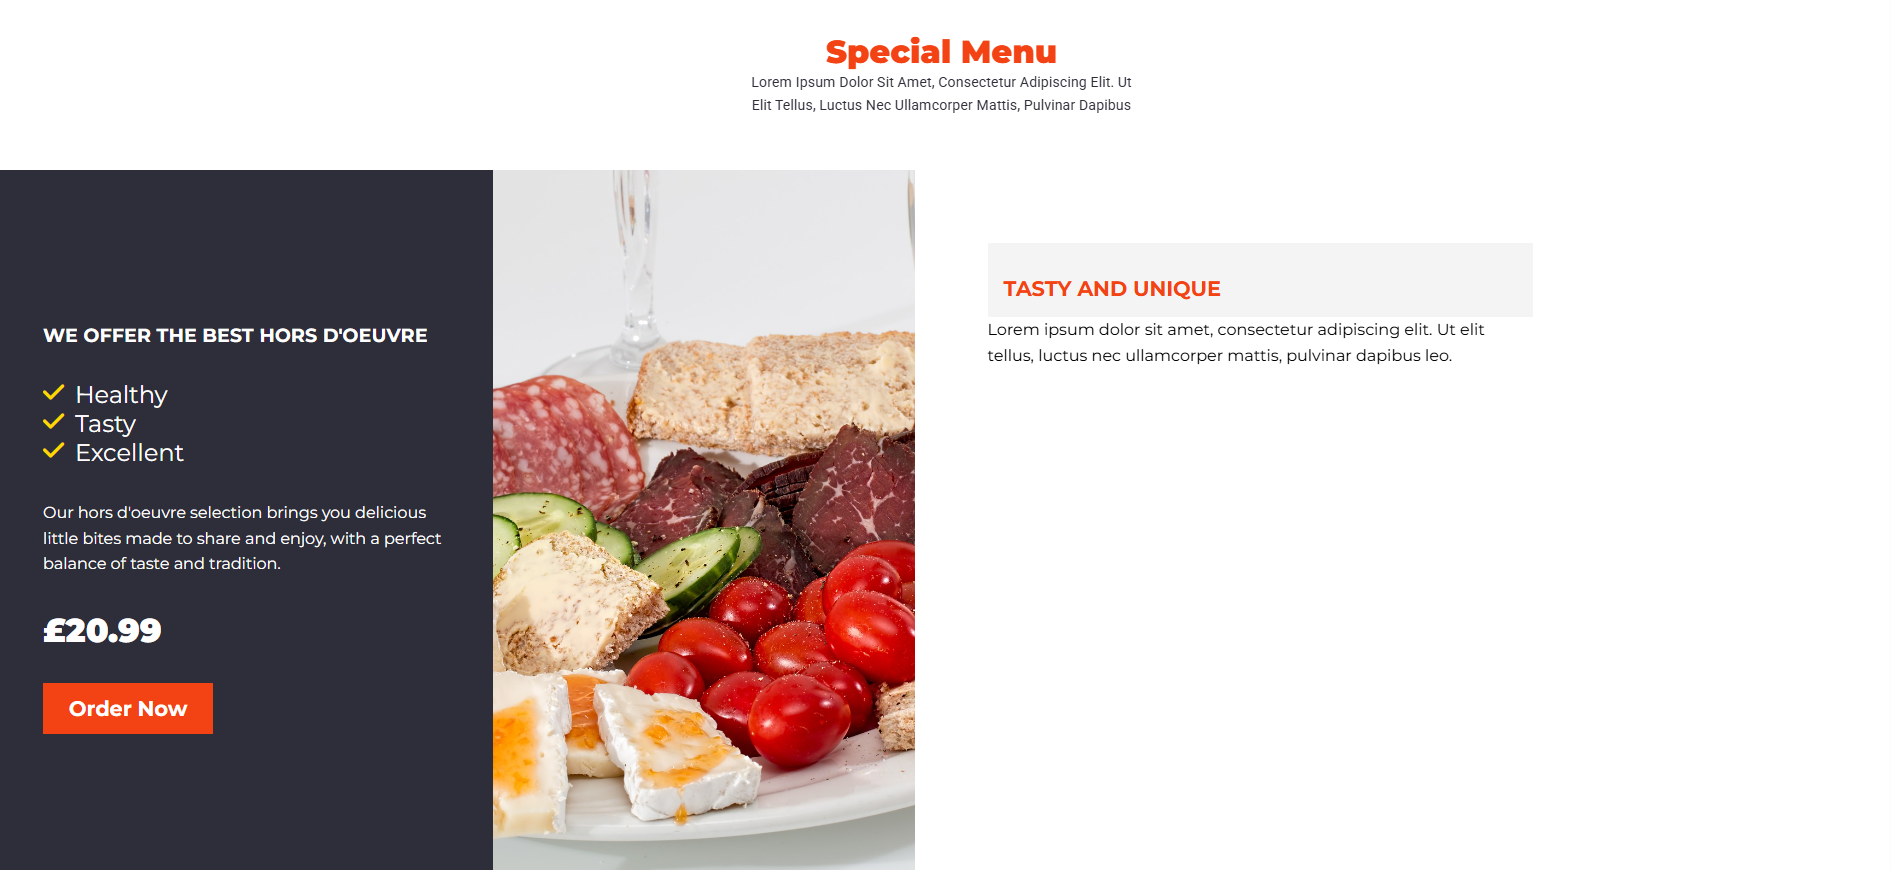 Special Menu
Lorem Ipsum Dolor Sit Amet, Consectetur Adipiscing Elit. Ut
Elit Tellus, Luctus Nec Ullamcorper Mattis, Pulvinar Dapibus
WE OFFER THE BEST HORS D'OEUVRE
Healthy
Tasty
Excellent
Our hors d'oeuvre selection brings you delicious
little bites made to share and enjoy, with a perfect
balance of taste and tradition.
£20.99
Order Now
TASTY AND UNIQUE
Lorem ipsum dolor sit amet, consectetur adipiscing elit. Ut elit
tellus, luctus nec ullamcorper mattis, pulvinar dapibus leo.